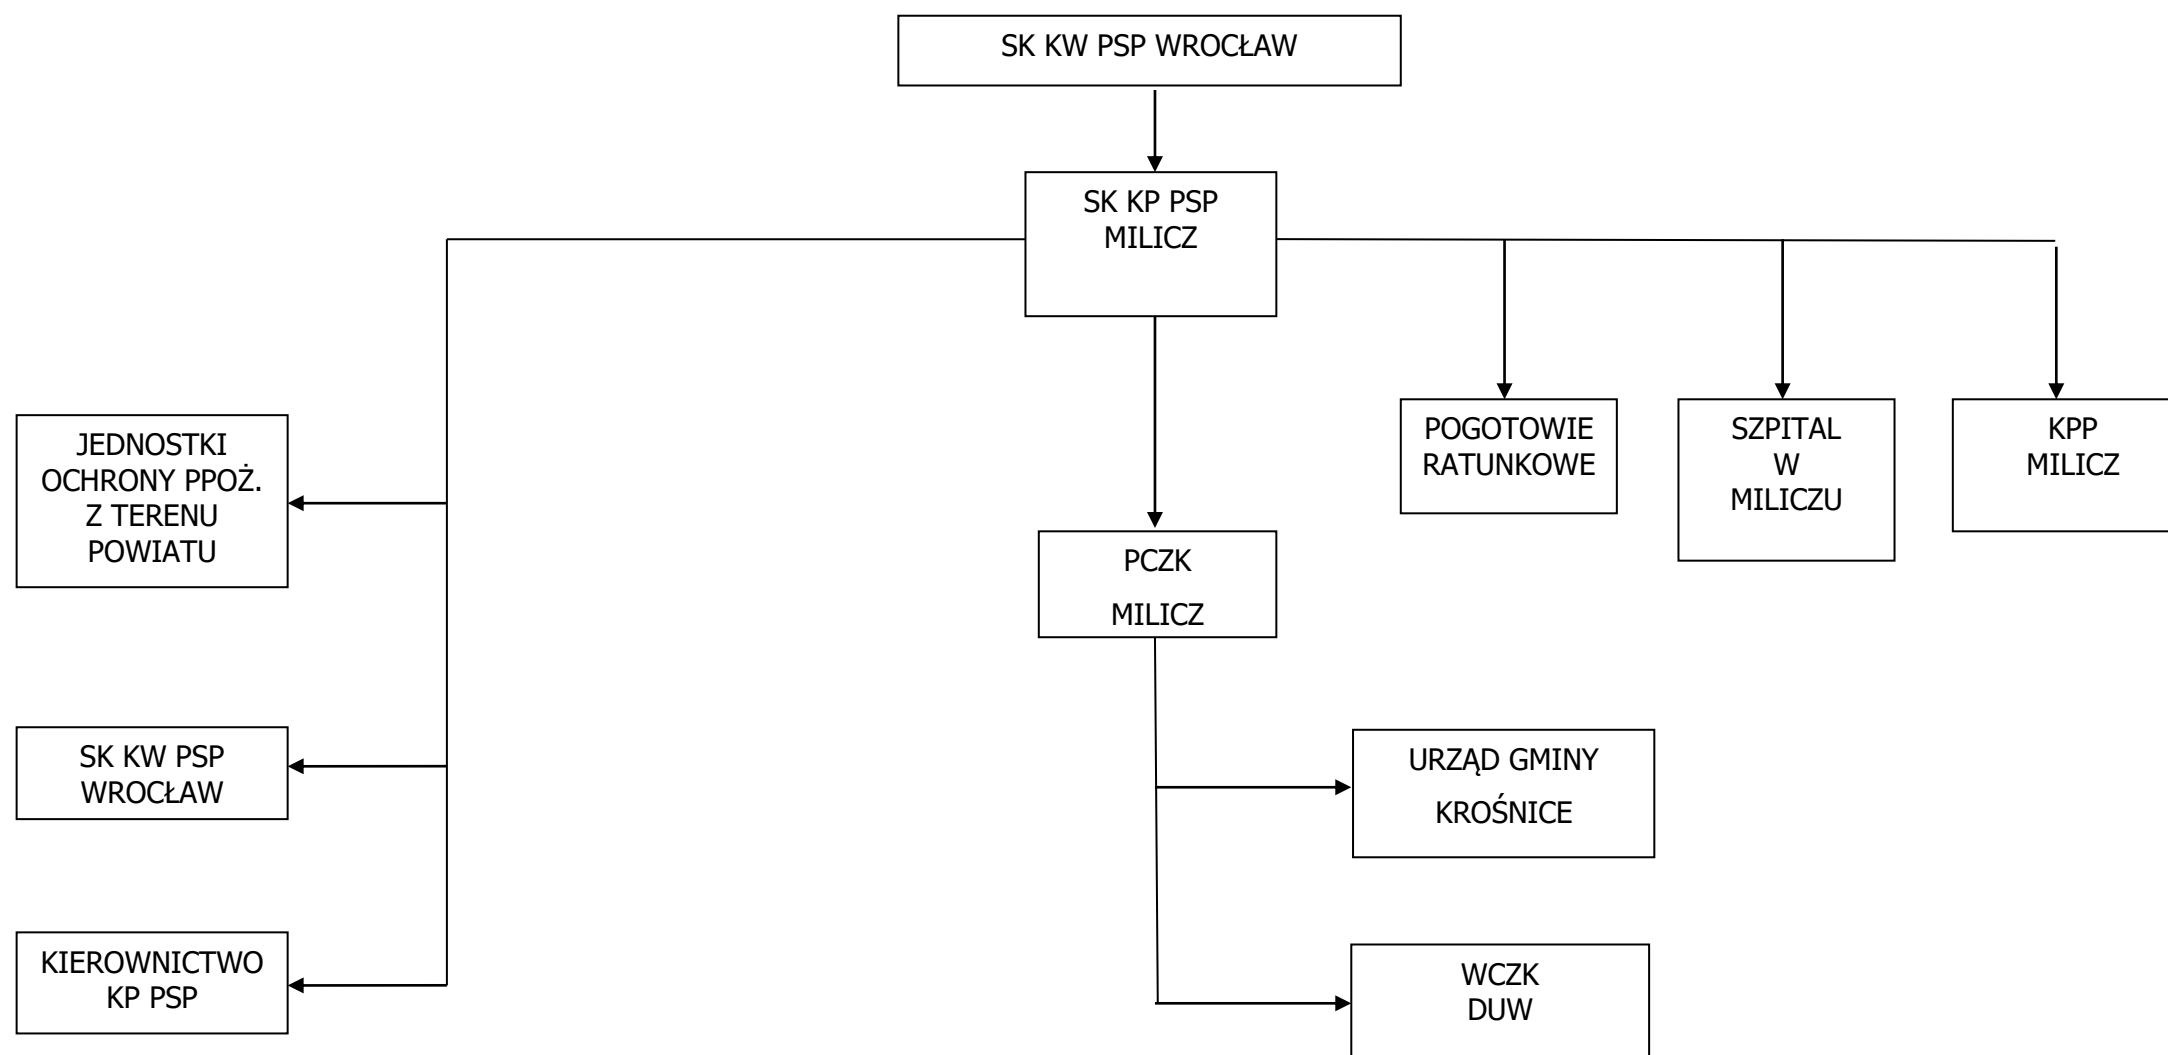 SK KW PSP WROCŁAW
SK KP PSP
MILICZ
JEDNOSTKI
OCHRONY PPOŻ.
Z TERENU
POWIATU
POGOTOWIE
RATUNKOWE
SZPITAL
W
MILICZU
KPP
MILICZ
PCZK
MILICZ
SK KW PSP
WROCŁAW
URZĄD GMINY
KROŚNICE
KIEROWNICTWO
KP PSP
WCZK
DUW